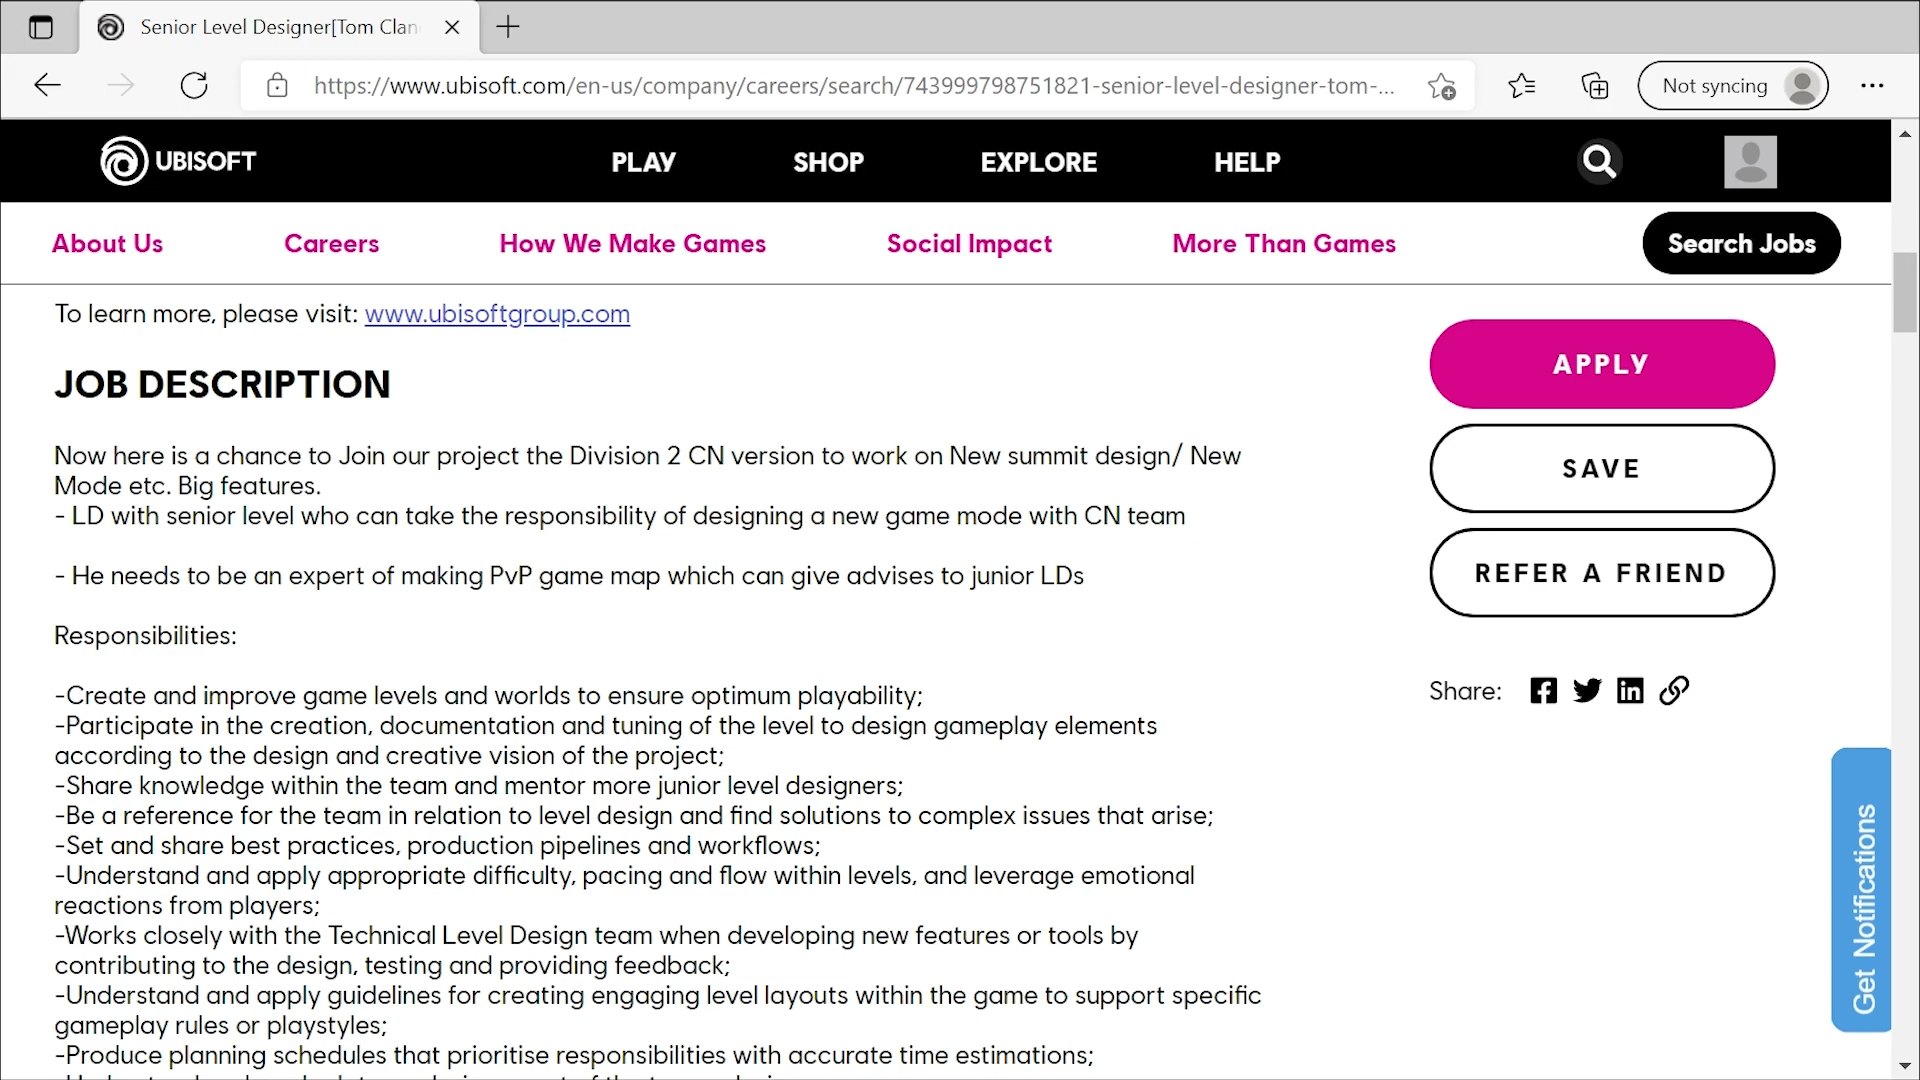 Senior Level Designer[Tom Clan
https://www.ubisoft.com/en-us/company/careers/search/743999798751821-senior-level-designer-tom-...
Not syncing
UBISOFT
PLAY
SHOP
EXPLORE
HELP
About Us
Careers
How We Make Games
Social Impact
More Than Games
Search Jobs
To learn more, please visit: www.ubisoftgroup.com
JOB DESCRIPTION
Now here is a chance to Join our project the Division 2 CN version to work on New summit design/ New
Mode etc. Big features.
- LD with senior level who can take the responsibility of designing a new game mode with CN team
- He needs to be an expert of making PvP game map which can give advises to junior LDs
Responsibilities:
-Create and improve game levels and worlds to ensure optimum playability;
-Participate in the creation, documentation and tuning of the level to design gameplay elements
according to the design and creative vision of the project;
-Share knowledge within the team and mentor more junior level designers;
-Be a reference for the team in relation to level design and find solutions to complex issues that arise;
-Set and share best practices, production pipelines and workflows;
-Understand and apply appropriate difficulty, pacing and flow within levels, and leverage emotional
reactions from players;
-Works closely with the Technical Level Design team when developing new features or tools by
contributing to the design, testing and providing feedback;
-Understand and apply guidelines for creating engaging level layouts within the game to support specific
gameplay rules or playstyles;
-Produce planning schedules that prioritise responsibilities with accurate time estimations;
APPLY
SAVE
REFER A FRIEND
Share:
Get Notifications